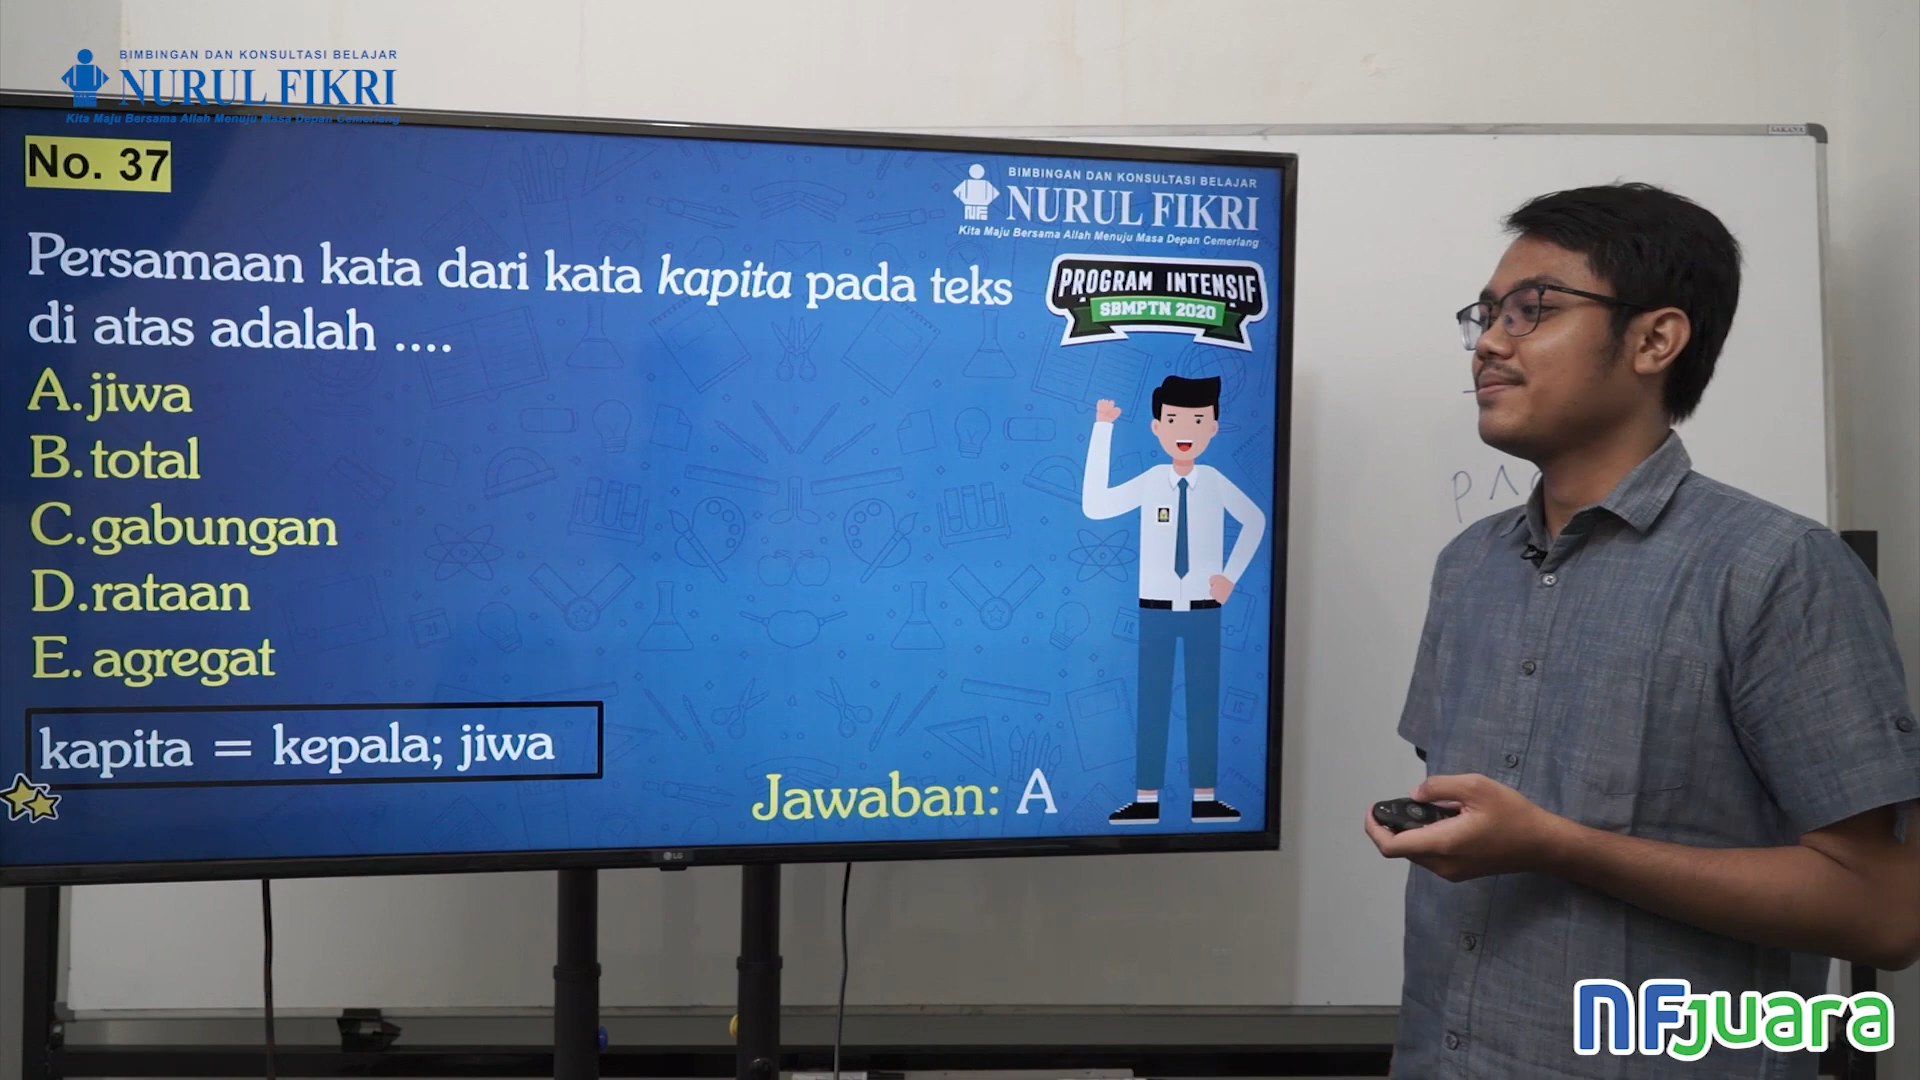 BIMBINGAN DAN KONSULTASI BELAJAR
NURUL FIKRI
Kita Maju Bersama Allah Menuju Masa Depan Cemerlang
No. 37
BIMBINGAN DAN KONSULTASI BELAJAR
NURUL FIKRI
Kita Maju Bersama Allah Menuju Masa Depan Cemerlang
PROGRAM INTENSIF
SBMPTN 2020
Persamaan kata dari kata kapita pada teks
di atas adalah ....
A. jiwa
B. total
C. gabungan
D. rataan
E. agregat
kapita = kepala; jiwa
Jawaban: A
LG
NFjuara